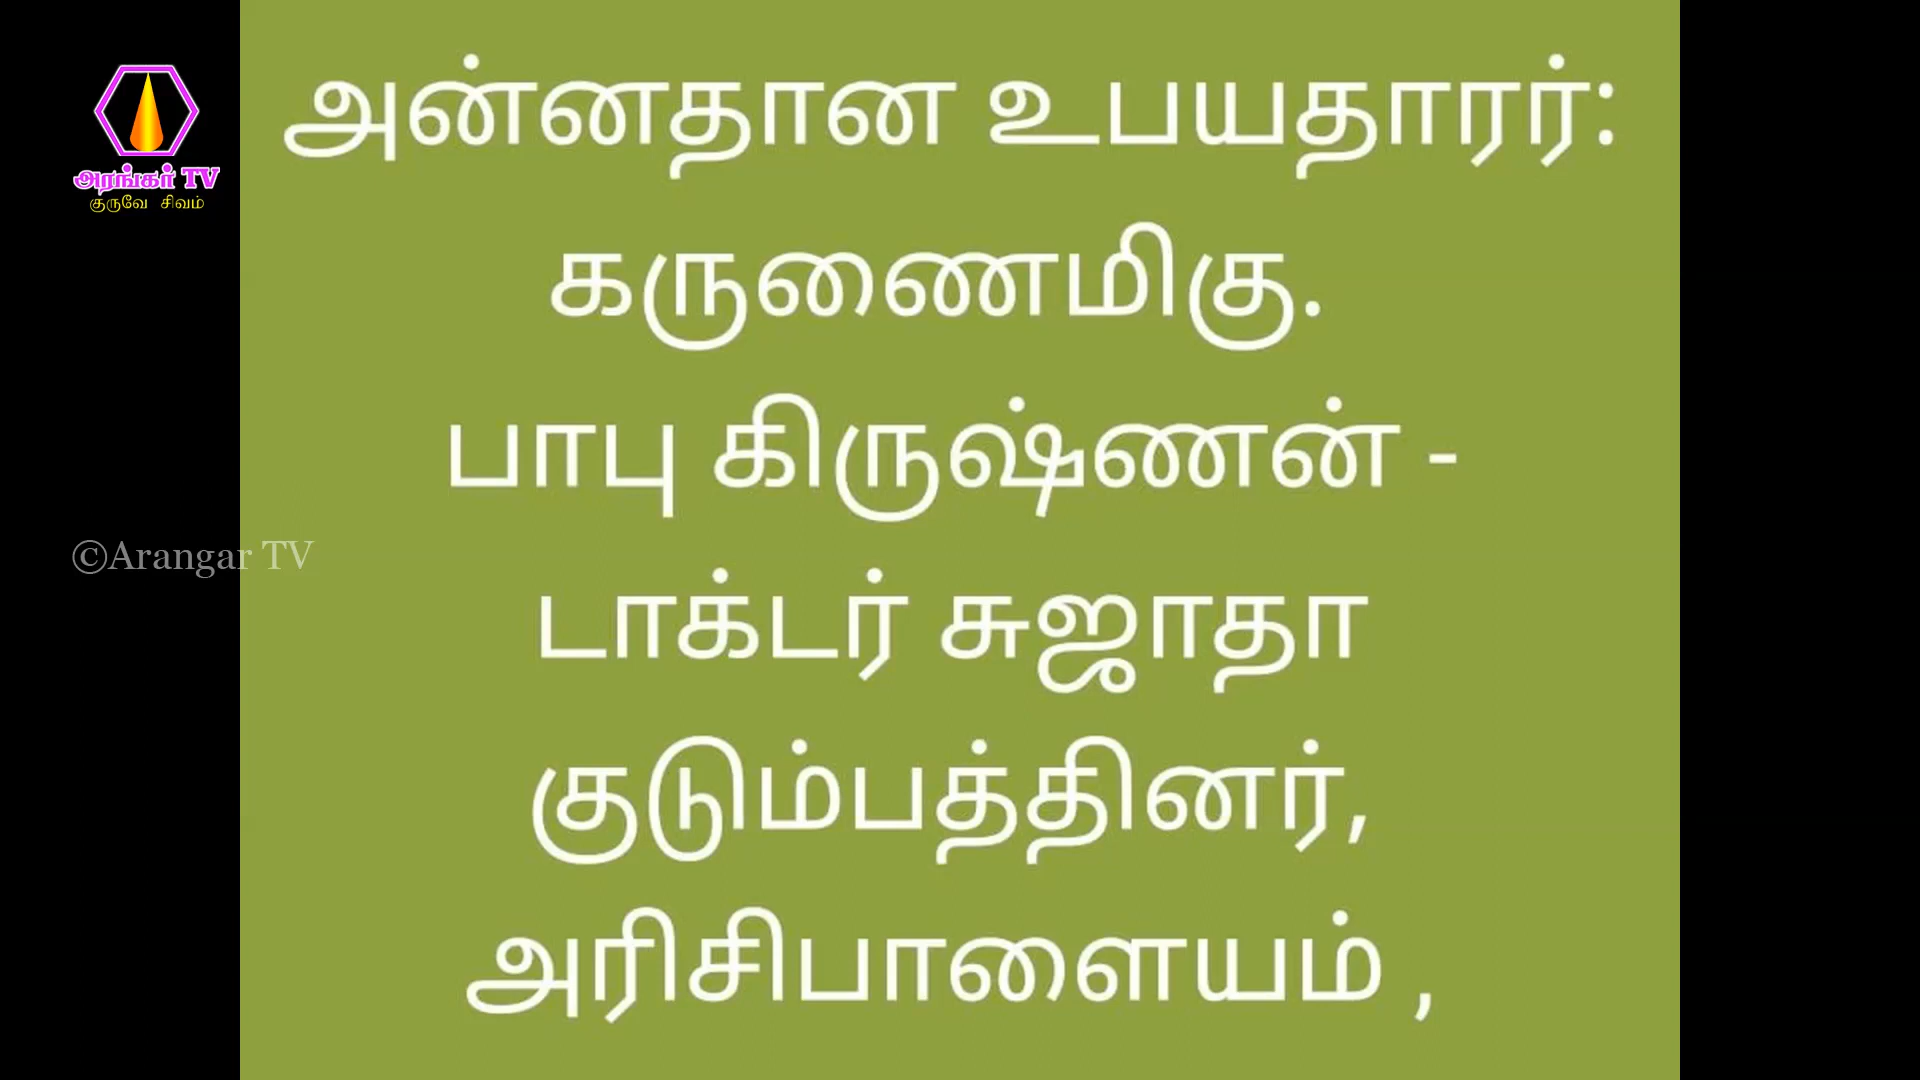 அன்னதான உபயதாரர்:
கருணைமிகு.
பாபு கிருஷ்ணன் -
டாக்டர் சுஜாதா
குடும்பத்தினர்,
அரிசிபாளையம் ,
அரங்கர் TV
குருவே சிவம்
©Arangar TV